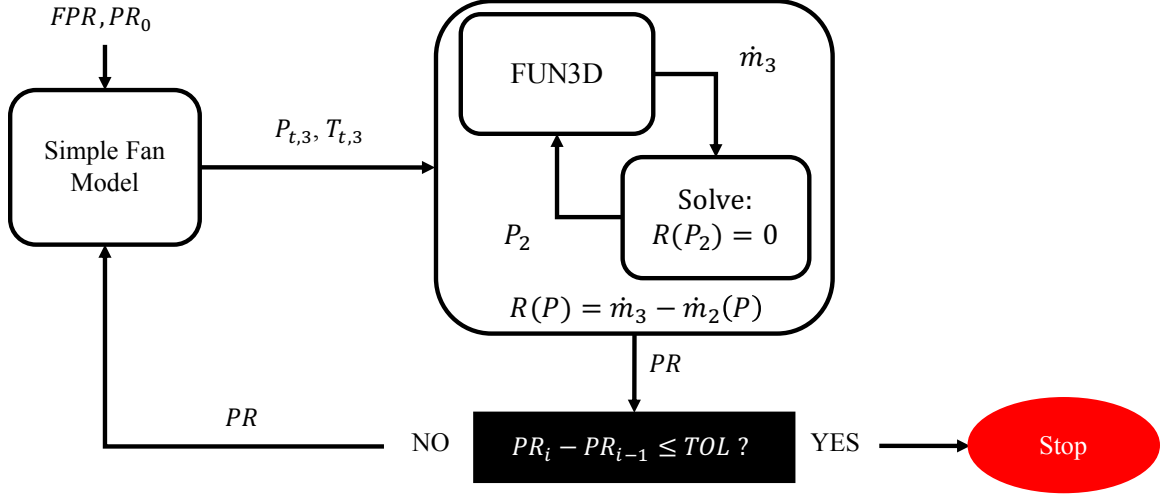 FPR, PR₀
Simple Fan
Model
P_{t,3}, T_{t,3}
FUN3D
ṁ₃
Solve:
R(P₂) = 0
P₂
R(P) = ṁ₃ − ṁ₂(P)
PR
PR
NO
PR_i − PR_{i−1} ≤ TOL ?
YES
Stop